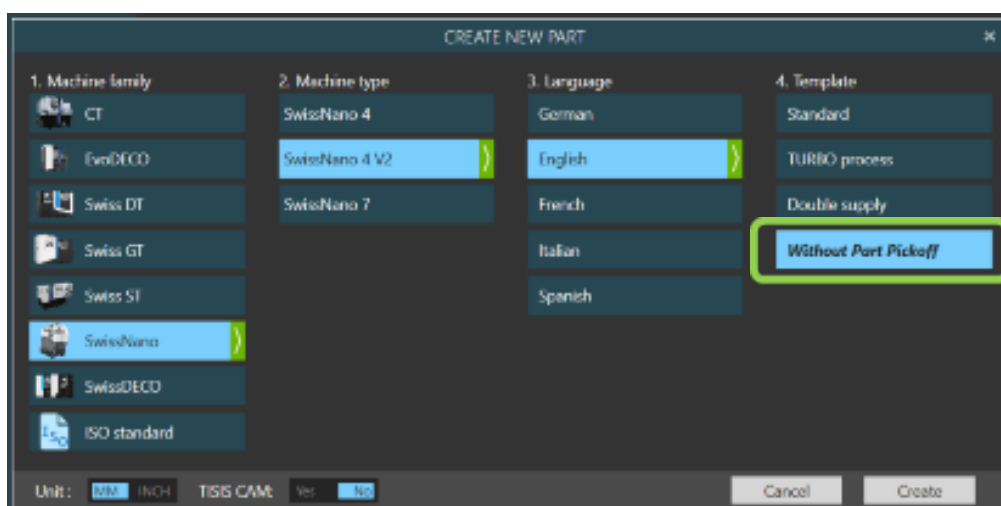 CREATE NEW PART
1. Machine family
2. Machine type
3. Language
4. Template
CT
SwissNano 4
German
Standard
EvoDECO
SwissNano 4 V2
English
TURBO process
Swiss DT
SwissNano 7
French
Double supply
Swiss GT
Italian
Without Part Pickoff
Swiss ST
Spanish
SwissNano
SwissDECO
ISO
ISO standard
Unit: MM INCH TISIS CAM: Yes No
Cancel Create